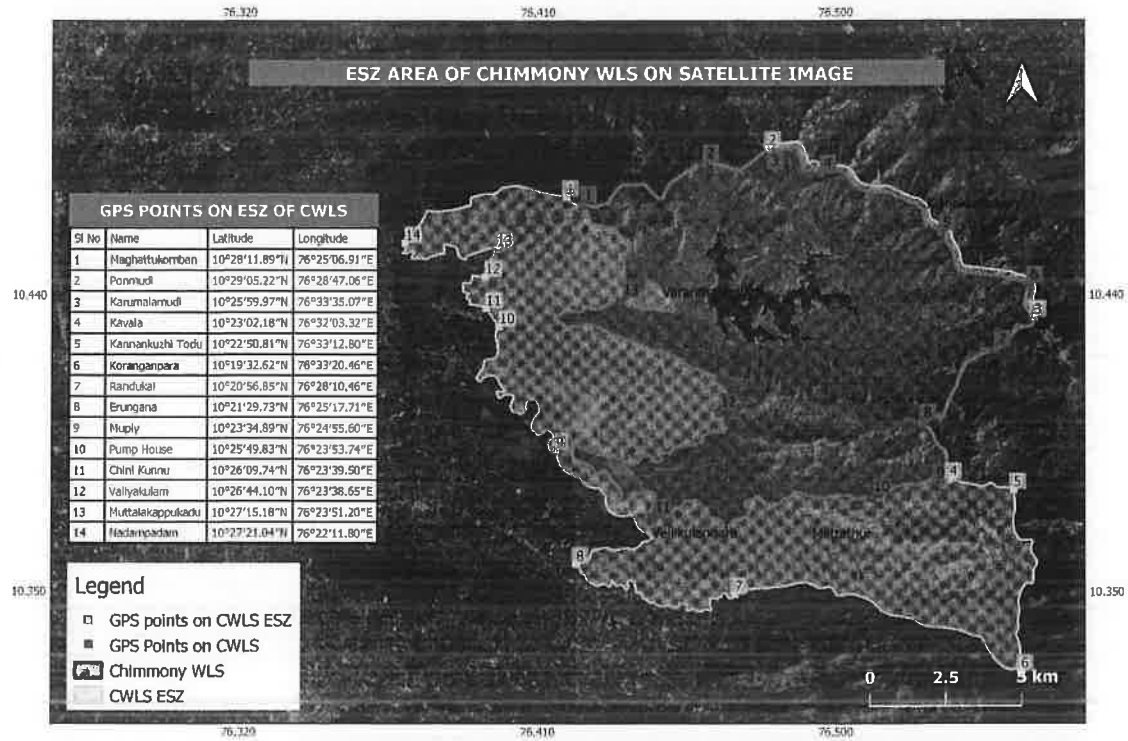 76.320 76.410 76.500
ESZ AREA OF CHIMMONY WLS ON SATELLITE IMAGE
GPS POINTS ON ESZ OF CWLS
Sl No Name Latitude Longitude
1 Maghattukomban 10°28'11.89"N 76°25'06.91"E
2 Ponmudi 10°29'05.22"N 76°28'47.06"E
3 Karumalamudi 10°25'59.97"N 76°33'35.07"E
4 Kavala 10°23'02.18"N 76°32'03.32"E
5 Kannankuzhi Todu 10°22'50.81"N 76°33'12.80"E
6 Koranganpara 10°19'32.62"N 76°33'20.46"E
7 Randukal 10°20'56.85"N 76°28'10.46"E
8 Erungana 10°21'29.73"N 76°25'17.71"E
9 Muply 10°23'34.89"N 76°24'55.60"E
10 Pump House 10°25'49.83"N 76°23'53.74"E
11 Chini Kunnu 10°26'09.74"N 76°23'39.50"E
12 Valiyakulam 10°26'44.10"N 76°23'38.65"E
13 Muttalakappukadu 10°27'15.18"N 76°23'51.20"E
14 Nadampadam 10°27'21.04"N 76°22'11.80"E
2
1
14
12
11
10
10.440 10.440
4
5
8
7
6
10.350 10.350
Legend
GPS points on CWLS ESZ
GPS Points on CWLS
Chimmony WLS
CWLS ESZ
0 2.5 5 km
76.320 76.410 76.500